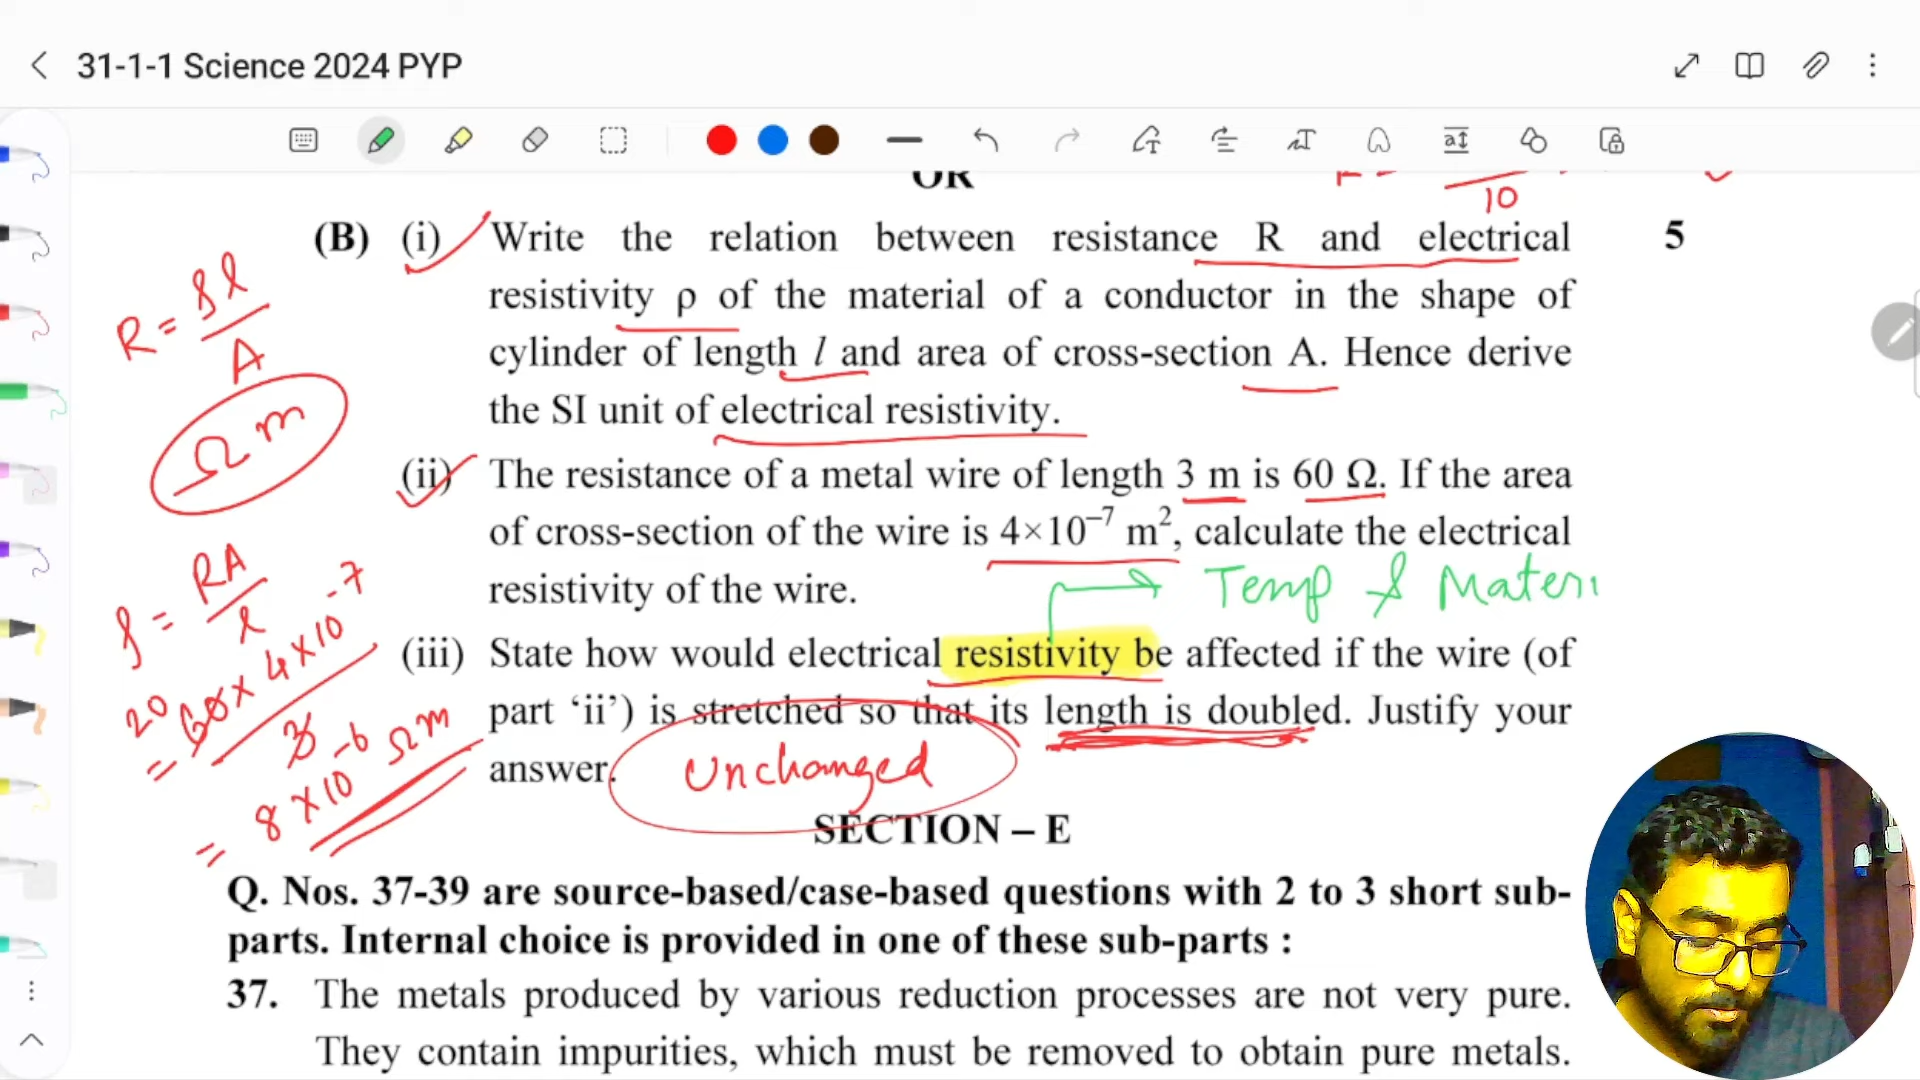 31-1-1 Science 2024 PYP
OR
10
(B) (i) Write the relation between resistance R and electrical 5
resistivity ρ of the material of a conductor in the shape of
cylinder of length l and area of cross-section A. Hence derive
the SI unit of electrical resistivity.
R = ρl / A
Ω m
(ii) The resistance of a metal wire of length 3 m is 60 Ω. If the area
of cross-section of the wire is 4×10⁻⁷ m², calculate the electrical
resistivity of the wire.
Temp & Materi
ρ = RA / l
= 20 60 × 4 × 10⁻⁷ / 3
= 8 × 10⁻⁶ Ω m
(iii) State how would electrical resistivity be affected if the wire (of
part ‘ii’) is stretched so that its length is doubled. Justify your
answer.
Unchanged
SECTION – E
Q. Nos. 37-39 are source-based/case-based questions with 2 to 3 short sub-
parts. Internal choice is provided in one of these sub-parts :
37. The metals produced by various reduction processes are not very pure.
They contain impurities, which must be removed to obtain pure metals.